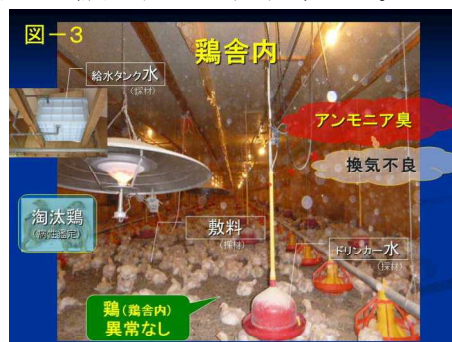 図－3
鶏舎内
給水タンク水
(採材)
アンモニア臭
換気不良
淘汰鶏
(病性鑑定)
敷料
(採材)
ドリンカー水
(採材)
鶏(鶏舎内)
異常なし